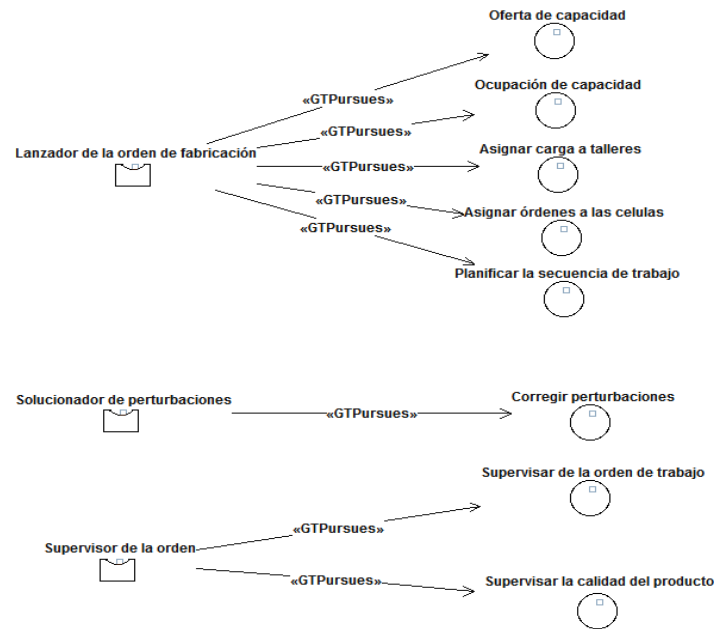 Oferta de capacidad
«GTPursues»
Ocupación de capacidad
«GTPursues»
Lanzador de la orden de fabricación
Asignar carga a talleres
«GTPursues»
«GTPursues»
Asignar órdenes a las celulas
«GTPursues»
Planificar la secuencia de trabajo
Solucionador de perturbaciones
«GTPursues»
Corregir perturbaciones
Supervisar de la orden de trabajo
«GTPursues»
Supervisor de la orden
«GTPursues»
Supervisar la calidad del producto